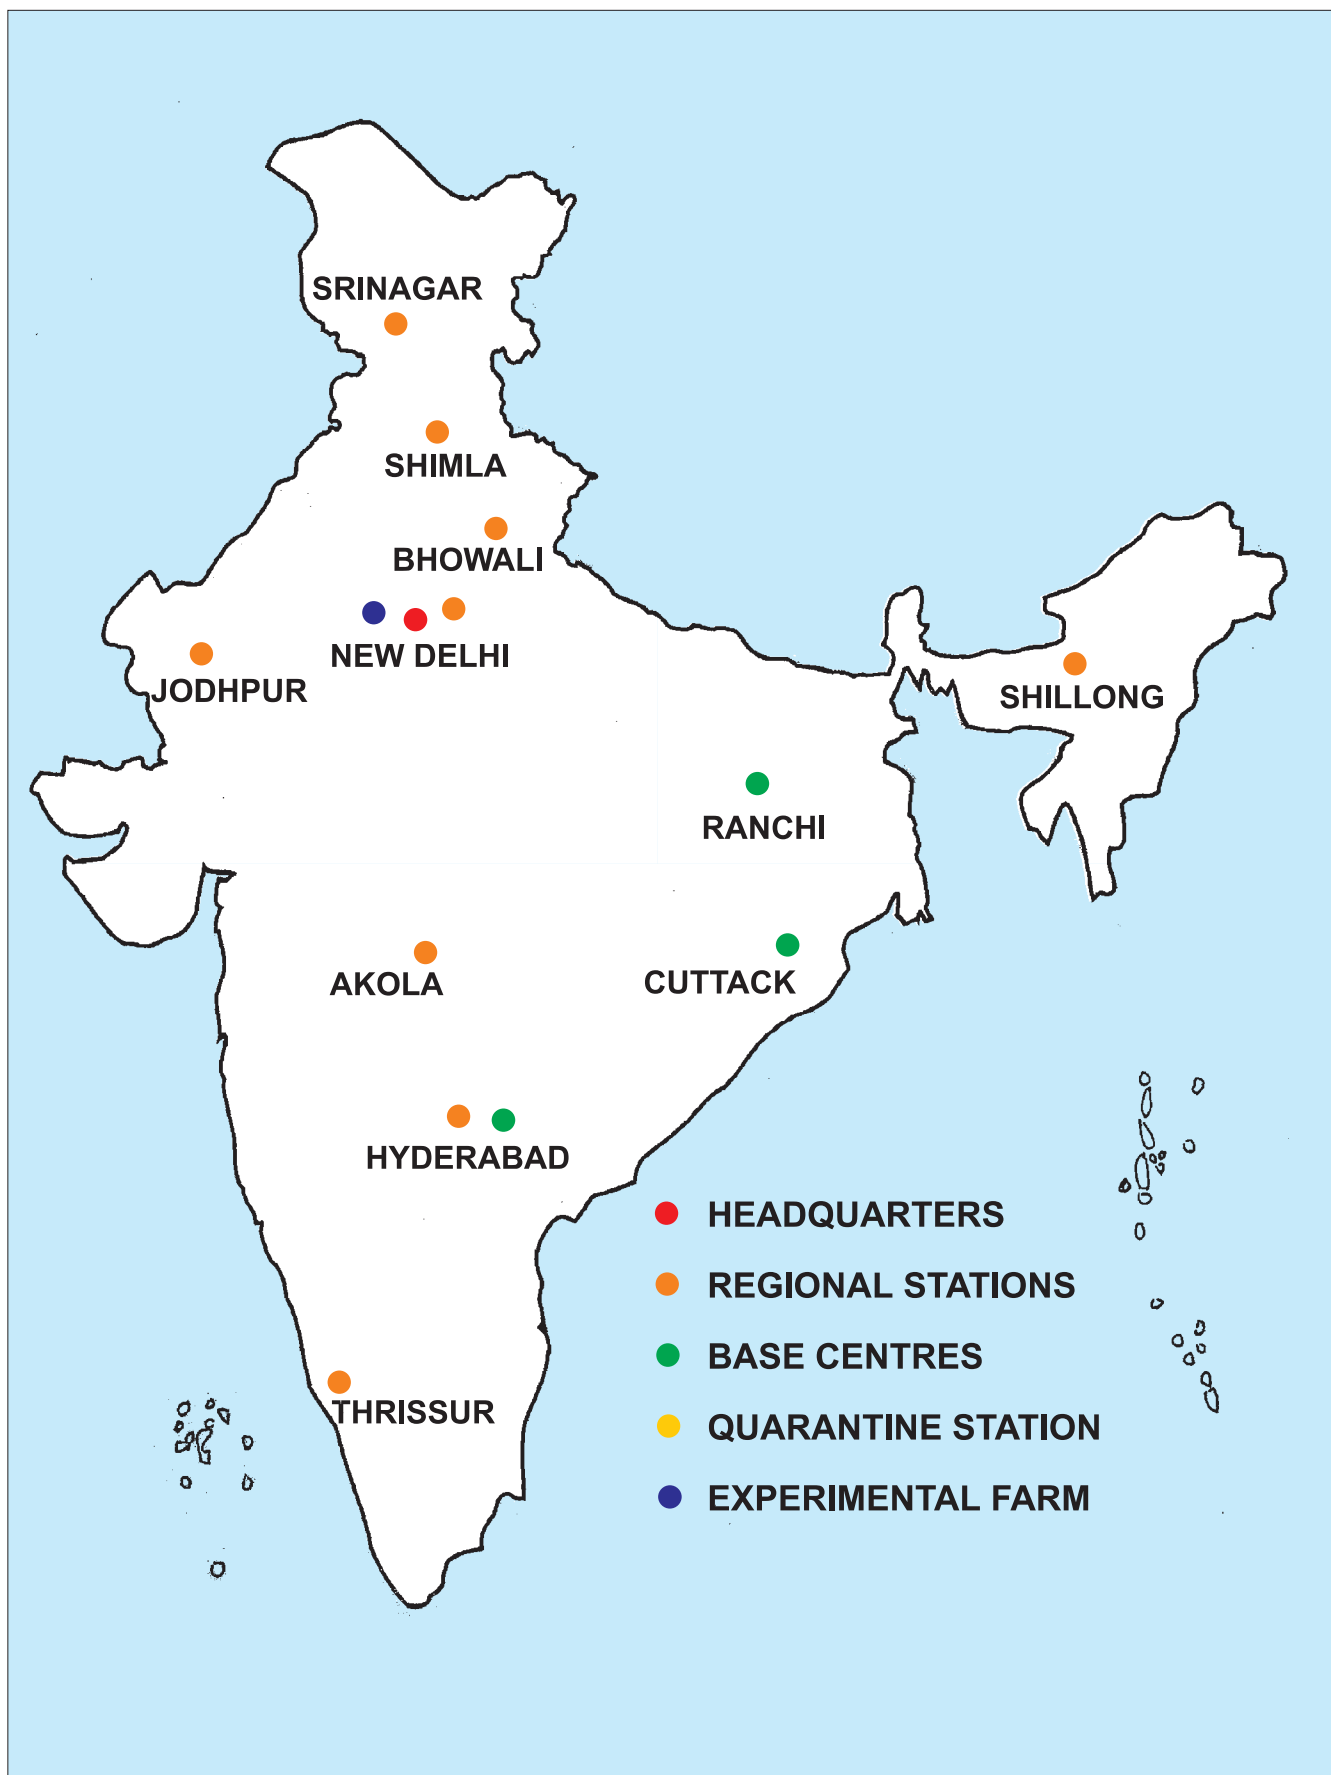 SRINAGAR
SHIMLA
BHOWALI
NEW DELHI
JODHPUR
SHILLONG
RANCHI
AKOLA
CUTTACK
HYDERABAD
HEADQUARTERS
REGIONAL STATIONS
BASE CENTRES
QUARANTINE STATION
EXPERIMENTAL FARM
THRISSUR